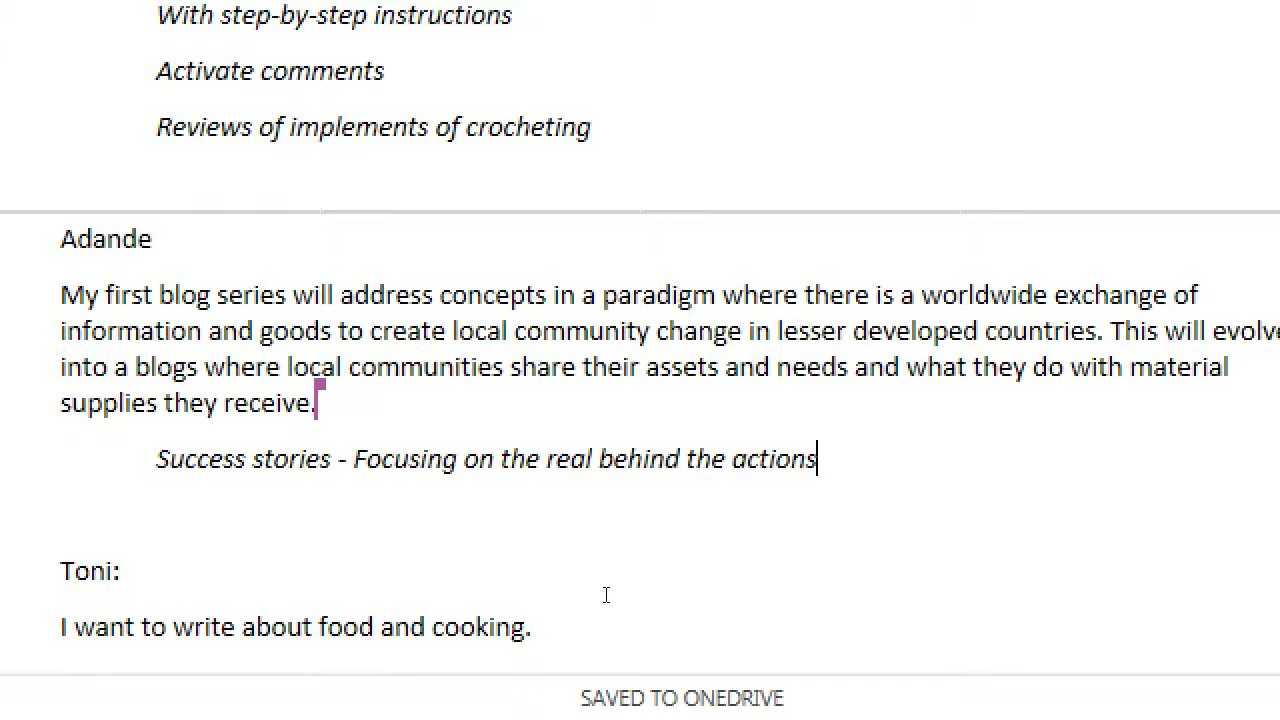 With step-by-step instructions
Activate comments
Reviews of implements of crocheting
Adande
My first blog series will address concepts in a paradigm where there is a worldwide exchange of
information and goods to create local community change in lesser developed countries. This will evolve
into a blogs where local communities share their assets and needs and what they do with material
supplies they receive.
Success stories - Focusing on the real behind the actions
Toni:
I want to write about food and cooking.
SAVED TO ONEDRIVE